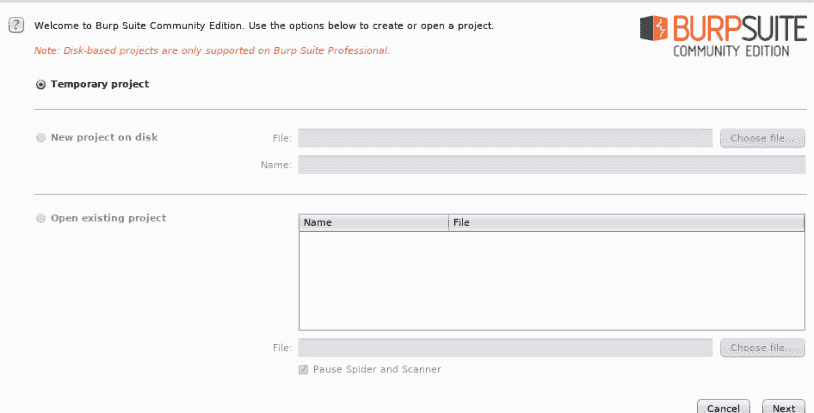 ?
Welcome to Burp Suite Community Edition. Use the options below to create or open a project.
BURPSUITE
COMMUNITY EDITION
Note: Disk-based projects are only supported on Burp Suite Professional.
Temporary project
New project on disk
File:
Choose file...
Name:
Open existing project
Name
File
File:
Choose file...
Pause Spider and Scanner
Cancel
Next